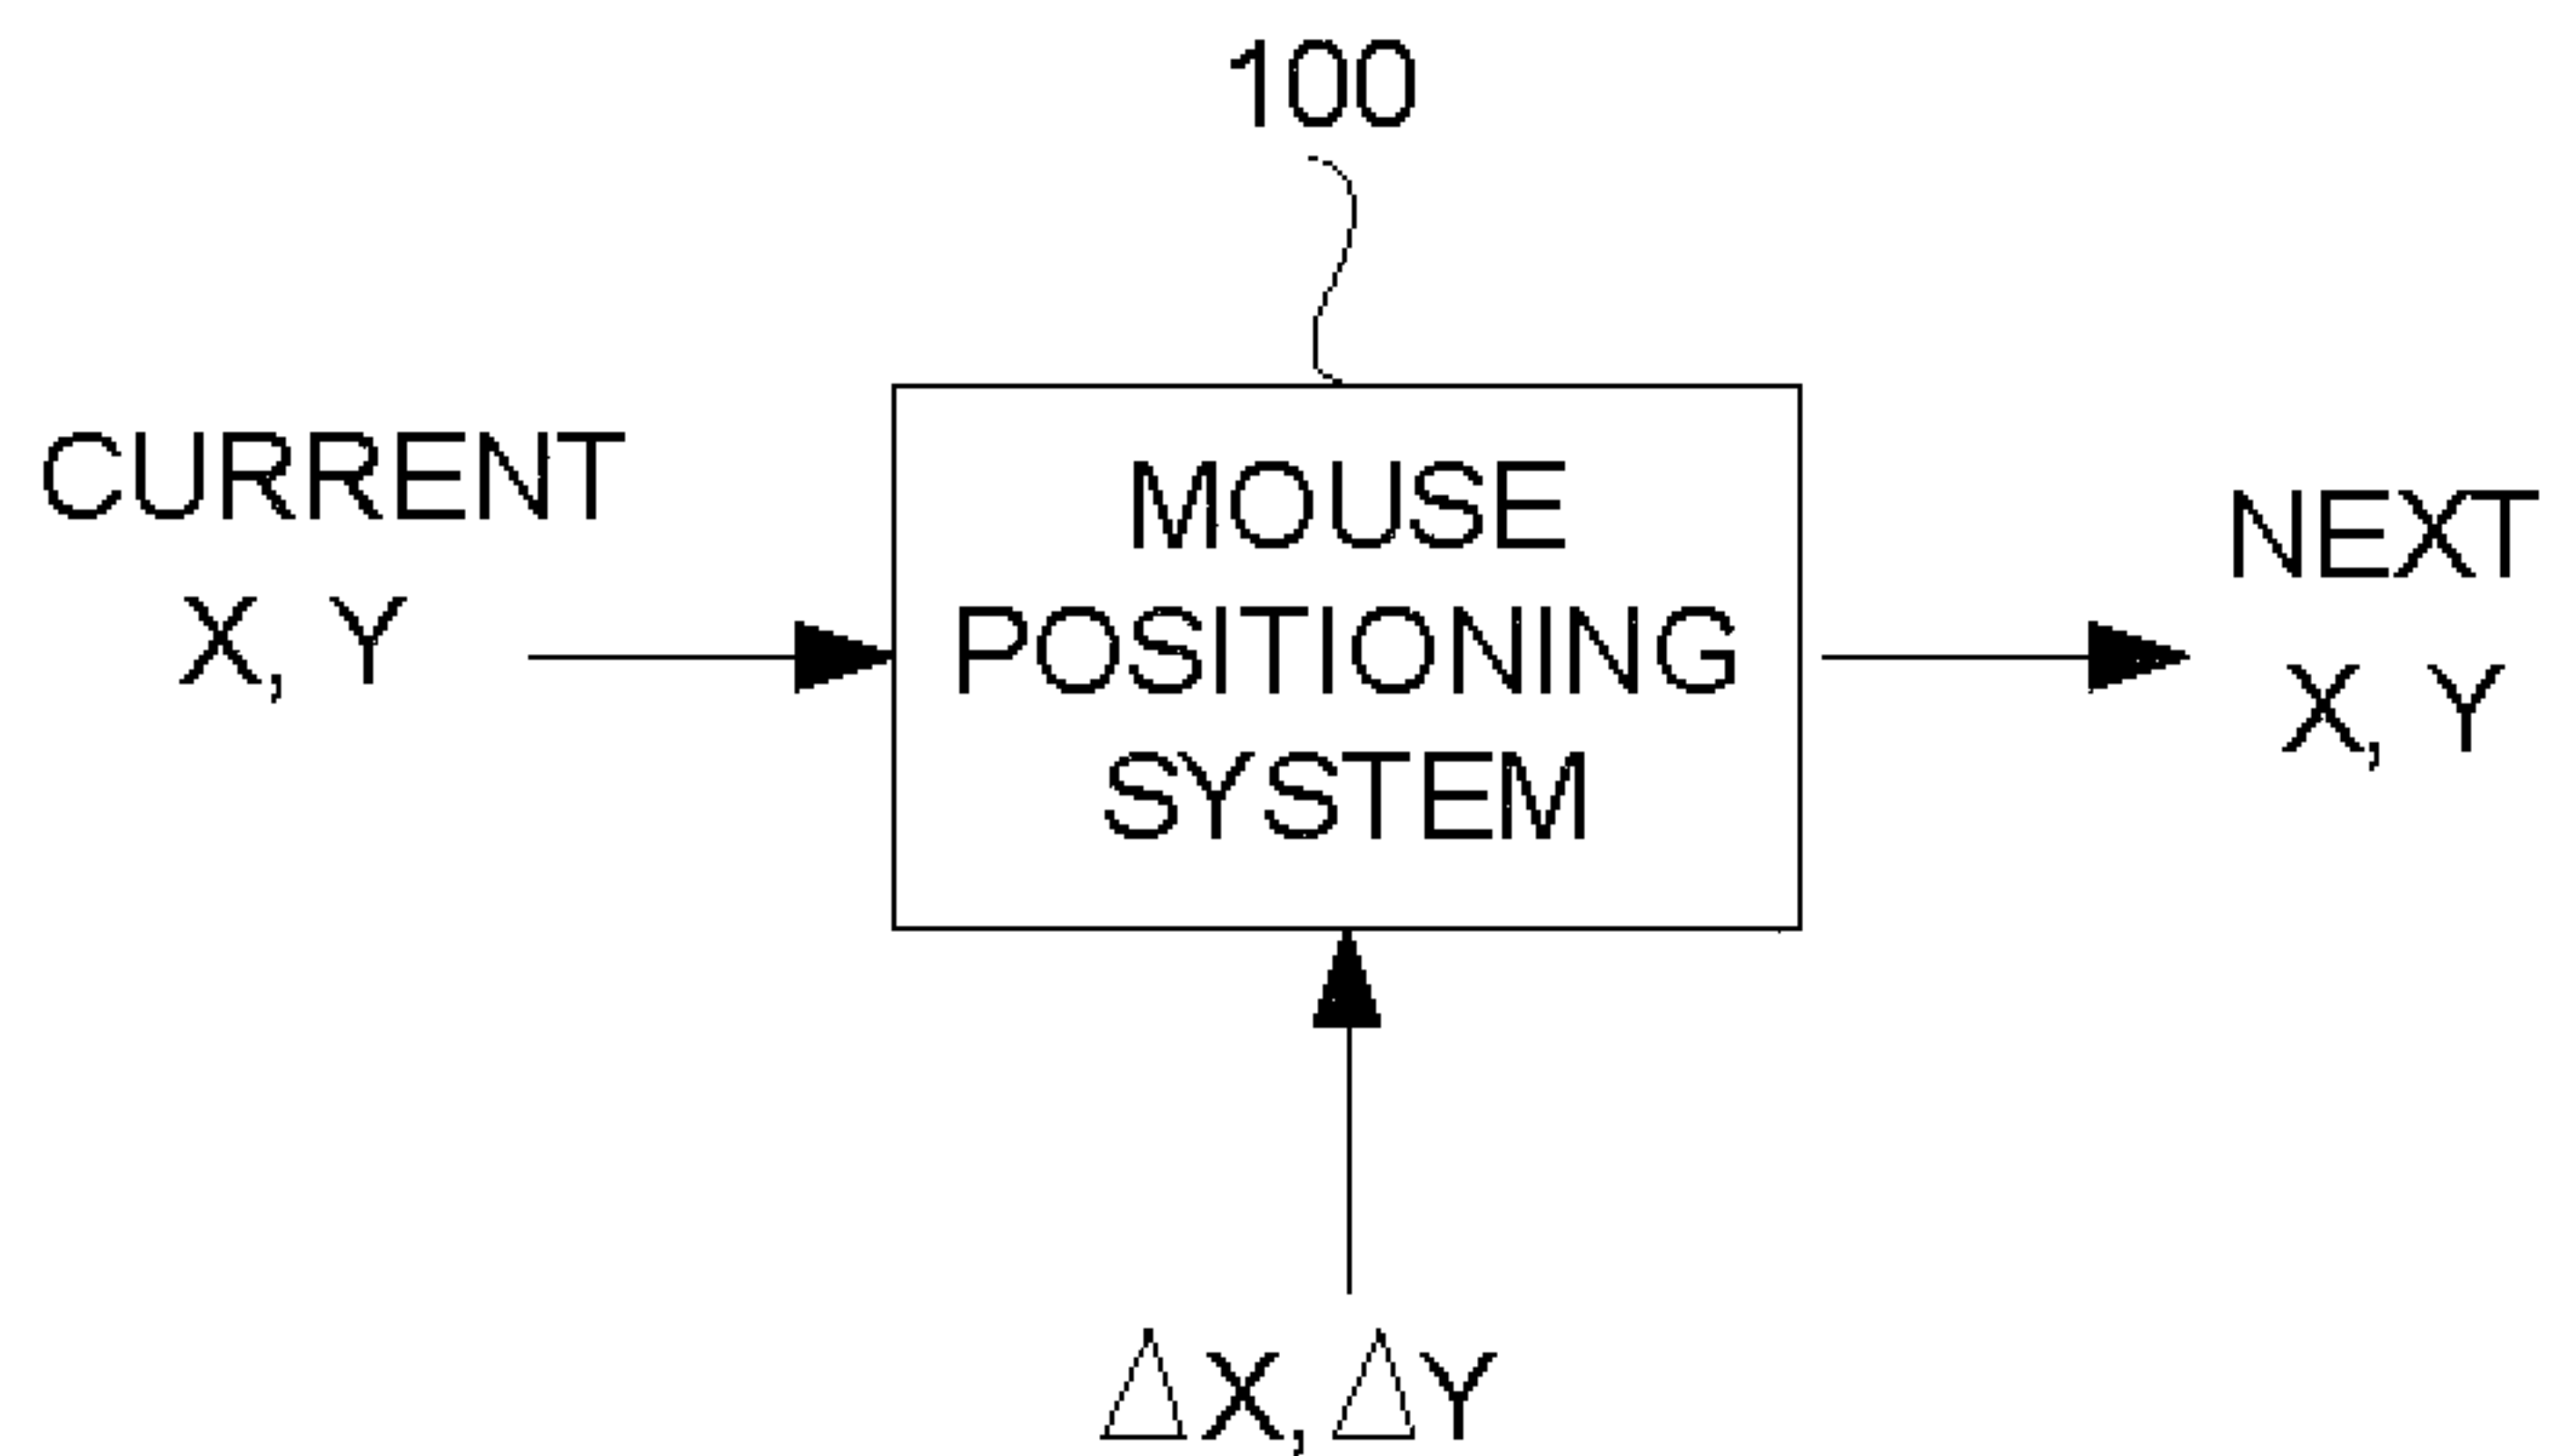 100
CURRENT
X, Y
MOUSE
POSITIONING
SYSTEM
NEXT
X, Y
ΔX, ΔY